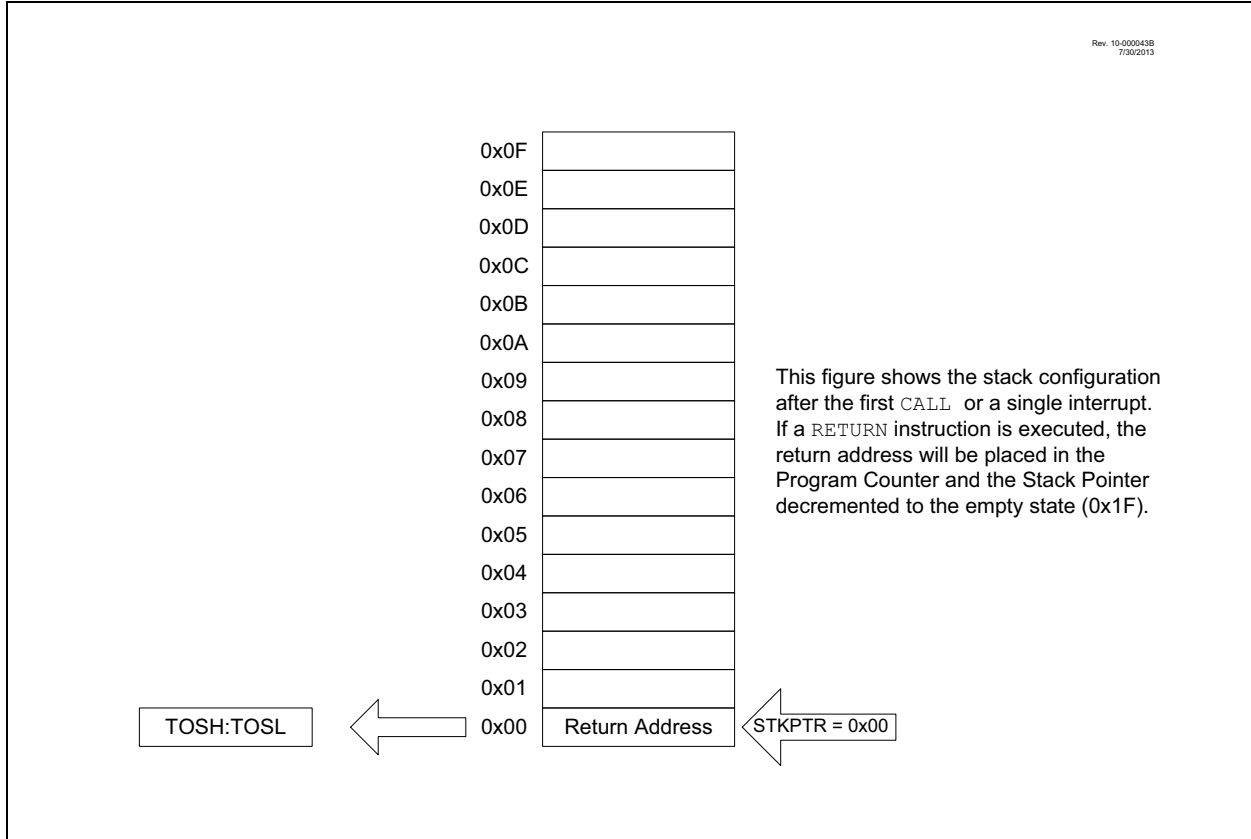 Rev. 10-000043B
7/30/2013
0x0F
0x0E
0x0D
0x0C
0x0B
0x0A
0x09
0x08
0x07
0x06
0x05
0x04
0x03
0x02
0x01
This figure shows the stack configuration
after the first CALL or a single interrupt.
If a RETURN instruction is executed, the
return address will be placed in the
Program Counter and the Stack Pointer
decremented to the empty state (0x1F).
TOSH:TOSL
0x00
Return Address
STKPTR = 0x00